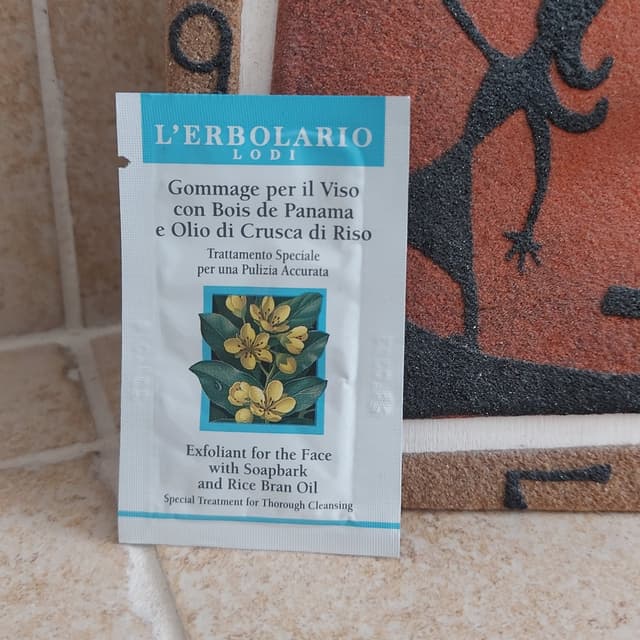 L'ERBOLARIO
LODI
Gommage per il Viso
con Bois de Panama
e Olio di Crusca di Riso
Trattamento Speciale
per una Pulizia Accurata
Exfoliant for the Face
with Soapbark
and Rice Bran Oil
Special Treatment for Thorough Cleansing